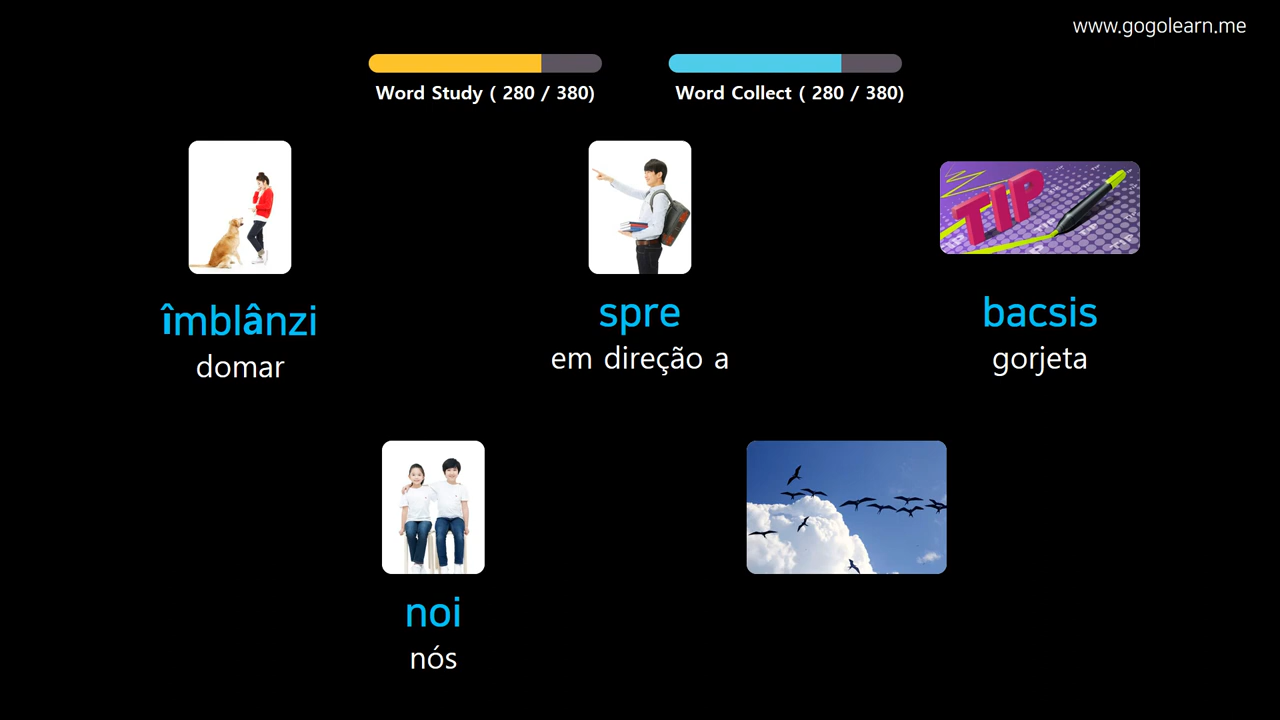 www.gogolearn.me
Word Study ( 280 / 380)
Word Collect ( 280 / 380)
TIP
îmblânzi
domar
spre
em direção a
bacsis
gorjeta
noi
nós